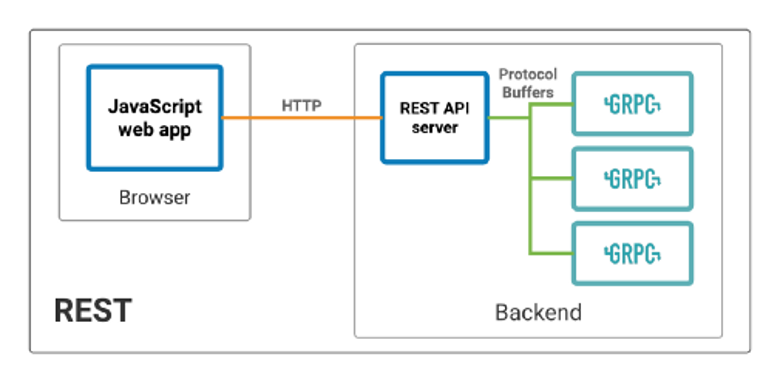 JavaScript
web app
Browser
HTTP
REST API
server
Protocol
Buffers
GRPC
GRPC
GRPC
Backend
REST